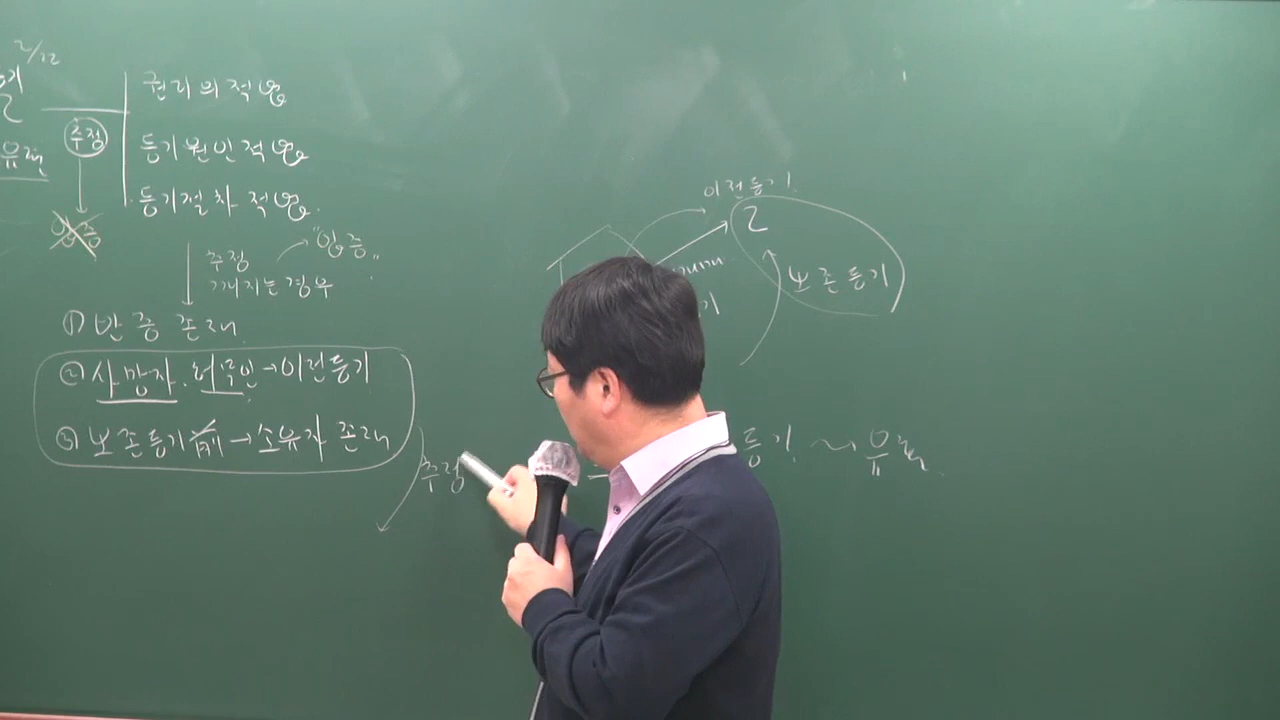 2/12
추정
권리의 적법
등기원인 적법
등기절차 적법.
추정
깨지는 경우
"입증"
① 반증 존재.
② 사망자. 허무인→이전등기
③ 보존등기 前→소유자 존재
추정
이전등기.
乙
보존등기
등기. ~> 유효.